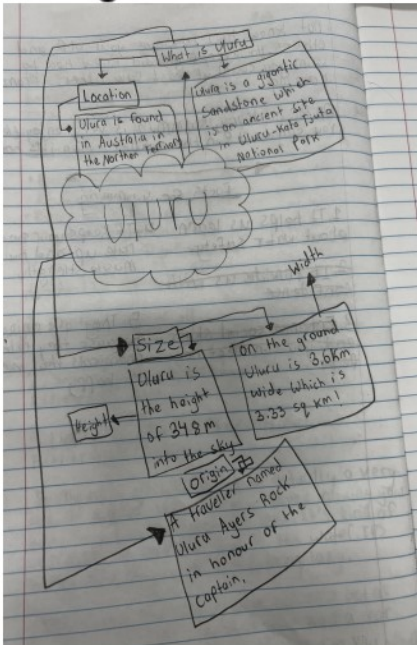 What is Uluru
Location
Uluru is found
in Australia in
the Northen Territory
Uluru is a gigantic
Sandstone which
is an ancient site
in Uluru-Kata Tjuta
National Park
ULURU
Width
Size
Uluru is
the height
of 348m
into the sky
Height
on the ground
Uluru is 3.6km
wide which is
3.33 sq km!
Origin
A traveller named
Uluru Ayers Rock
in honour of the
Captain.